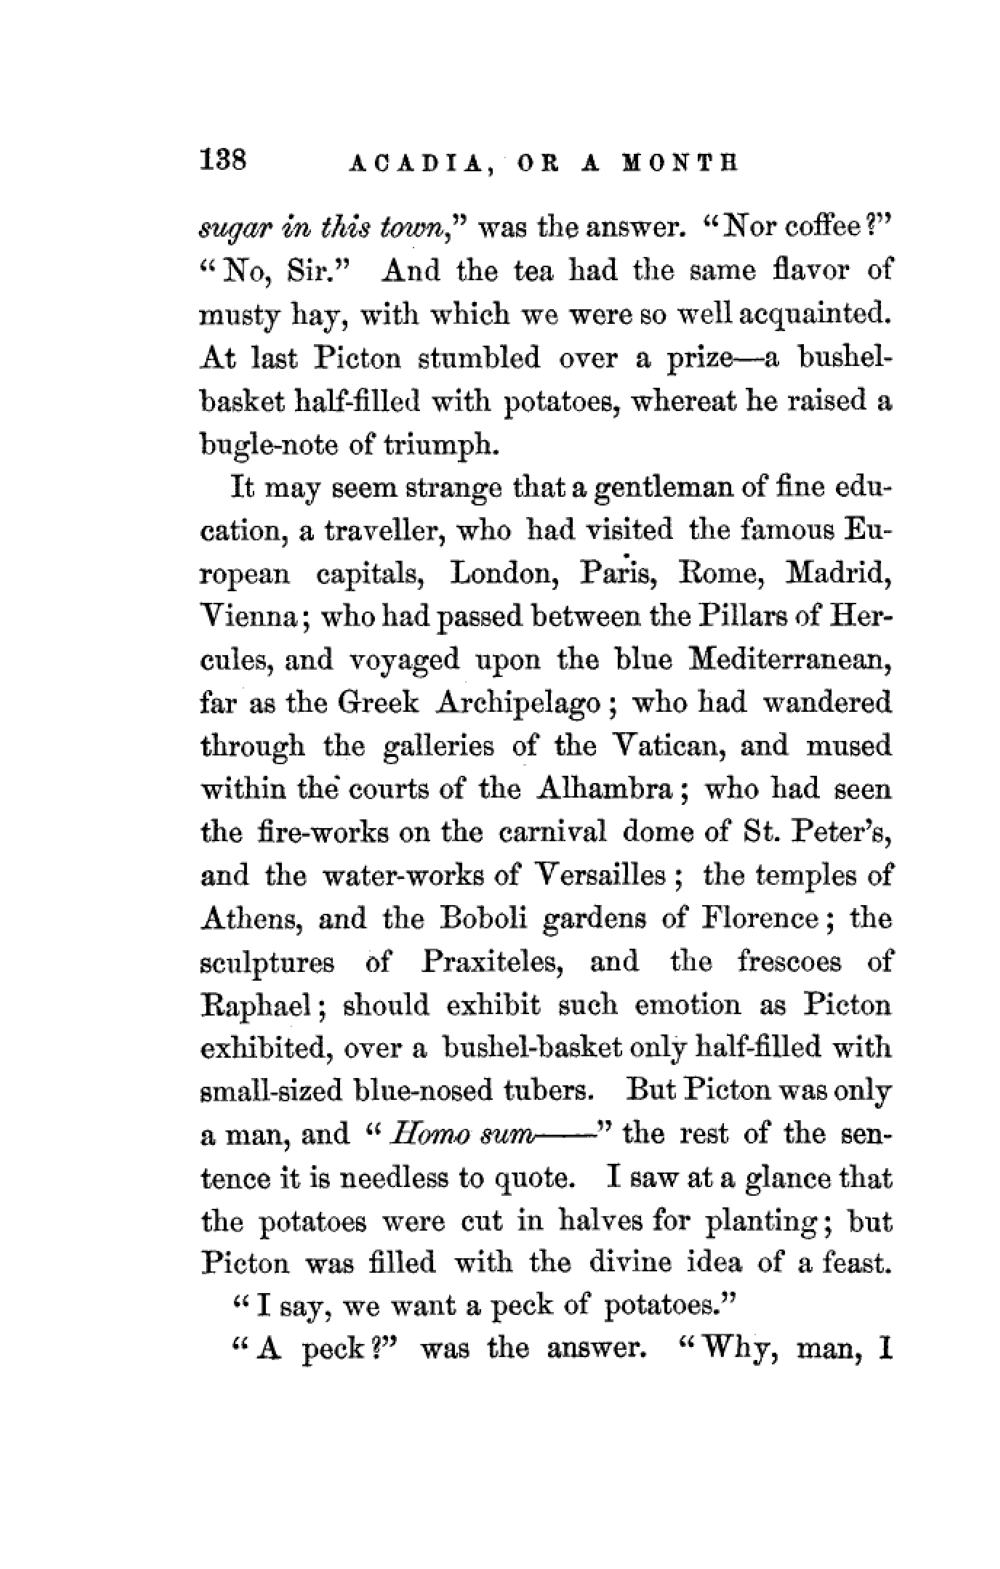 138 ACADIA, OR A MONTH
sugar in this town,” was the answer. “Nor coffee?”
“No, Sir.” And the tea had the same flavor of
musty hay, with which we were so well acquainted.
At last Picton stumbled over a prize—a bushel-
basket half-filled with potatoes, whereat he raised a
bugle-note of triumph.
It may seem strange that a gentleman of fine edu-
cation, a traveller, who had visited the famous Eu-
ropean capitals, London, Paris, Rome, Madrid,
Vienna; who had passed between the Pillars of Her-
cules, and voyaged upon the blue Mediterranean,
far as the Greek Archipelago; who had wandered
through the galleries of the Vatican, and mused
within the courts of the Alhambra; who had seen
the fire-works on the carnival dome of St. Peter’s,
and the water-works of Versailles; the temples of
Athens, and the Boboli gardens of Florence; the
sculptures of Praxiteles, and the frescoes of
Raphael; should exhibit such emotion as Picton
exhibited, over a bushel-basket only half-filled with
small-sized blue-nosed tubers. But Picton was only
a man, and “Homo sum——” the rest of the sen-
tence it is needless to quote. I saw at a glance that
the potatoes were cut in halves for planting; but
Picton was filled with the divine idea of a feast.
“I say, we want a peck of potatoes.”
“A peck?” was the answer. “Why, man, I